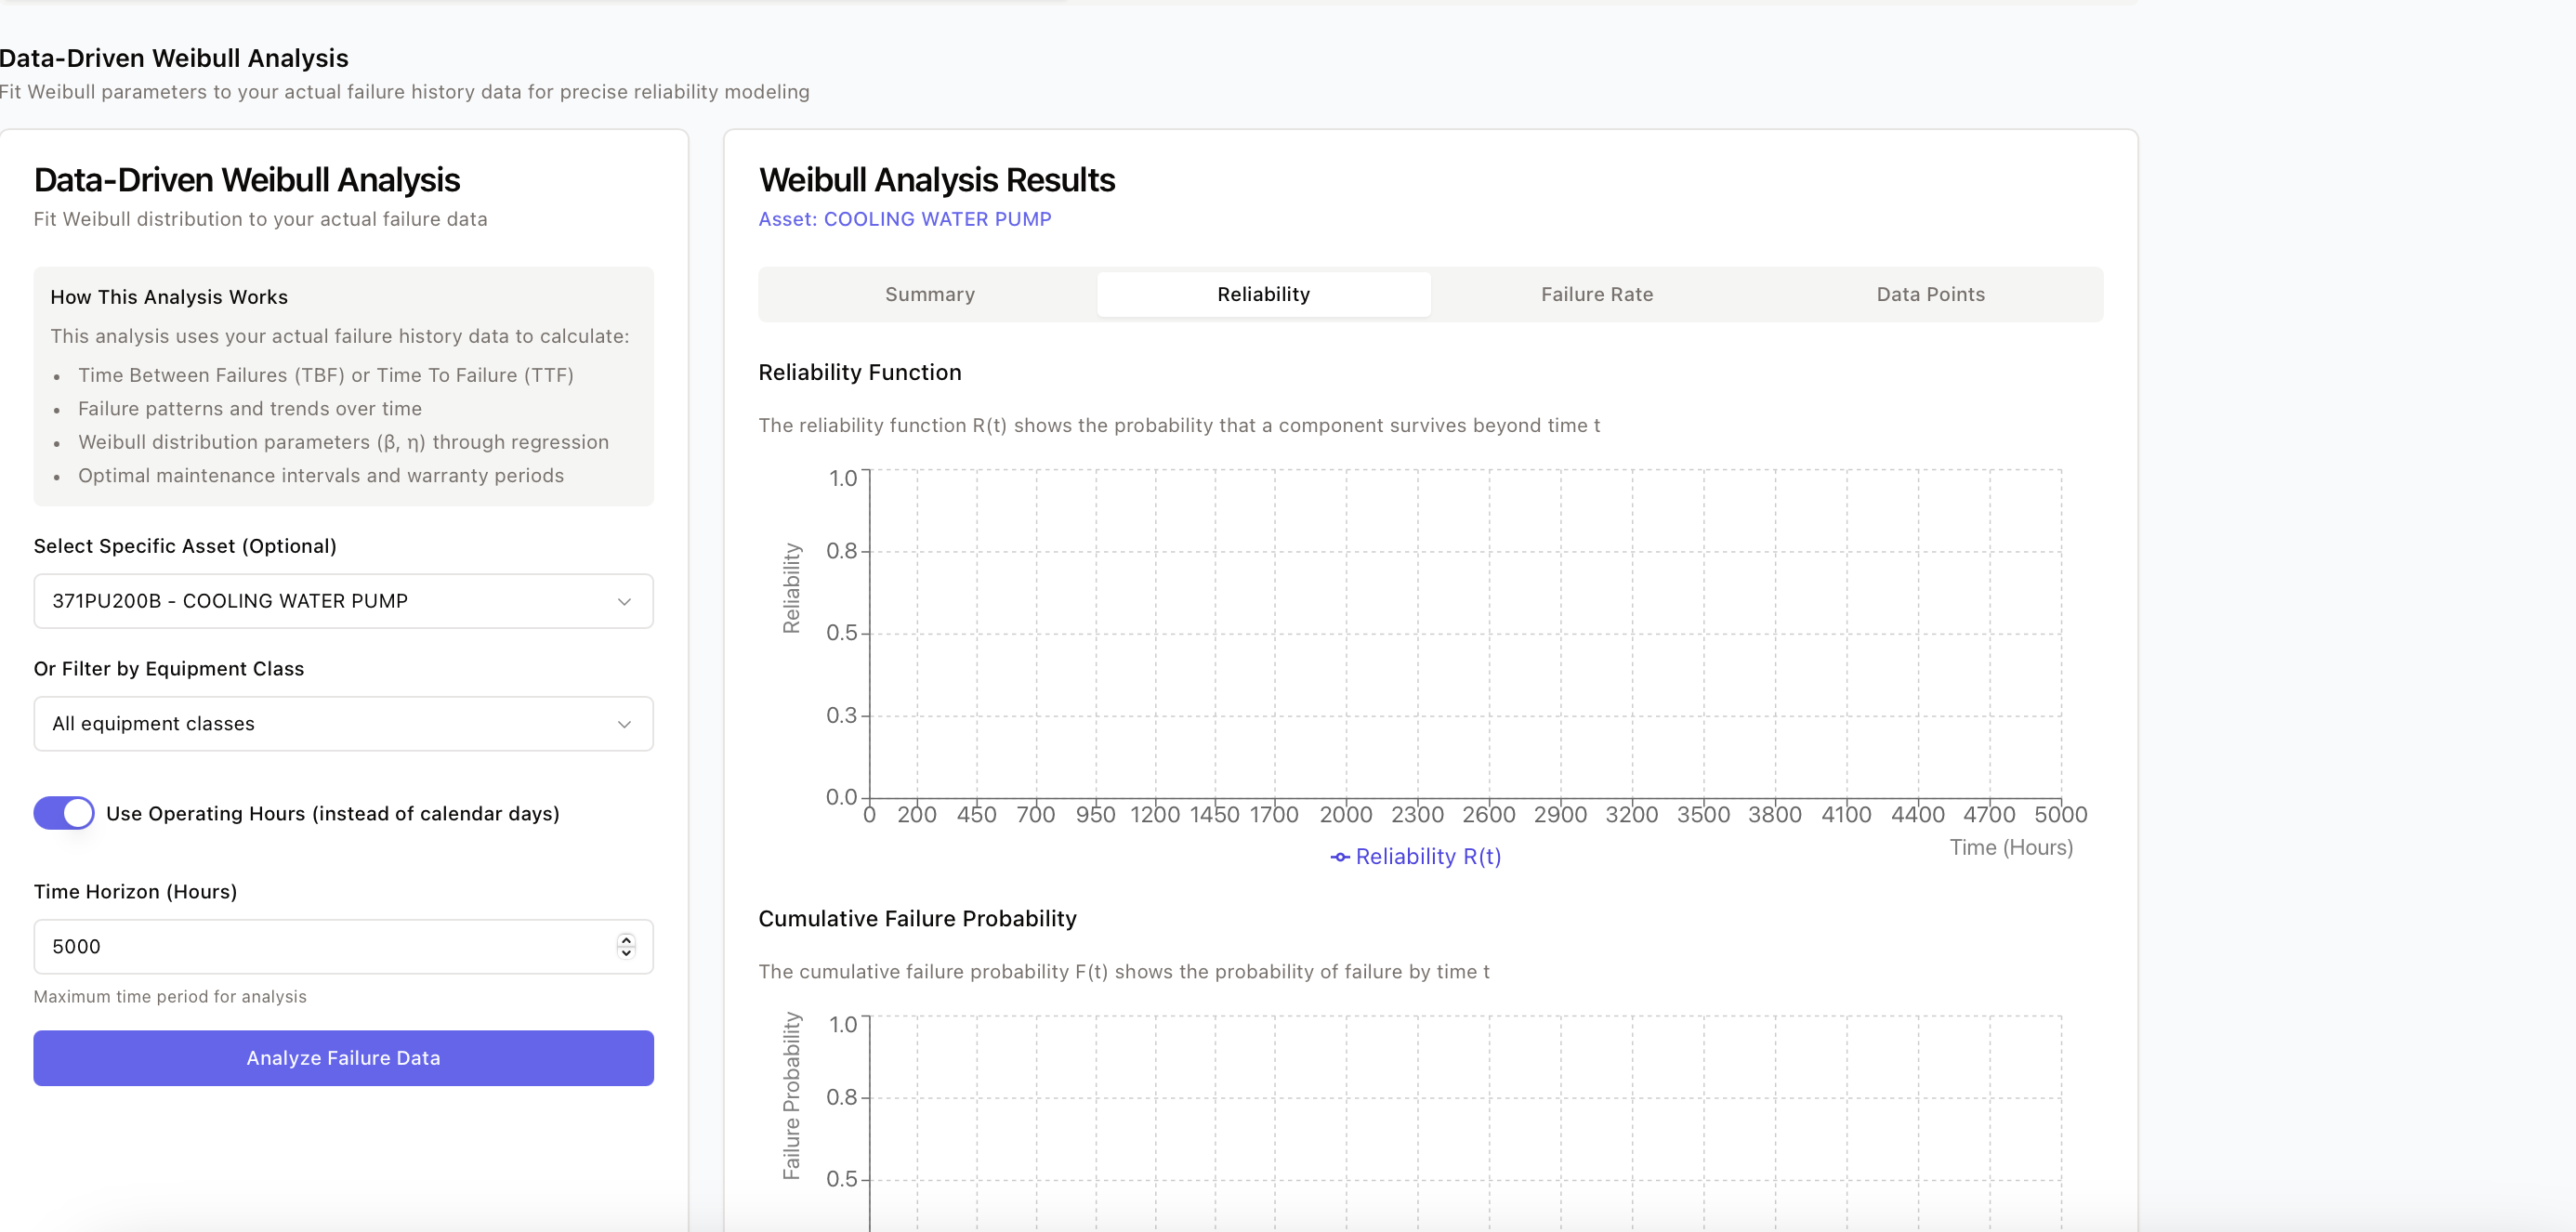 Data-Driven Weibull Analysis
Fit Weibull parameters to your actual failure history data for precise reliability modeling
Data-Driven Weibull Analysis
Fit Weibull distribution to your actual failure data
How This Analysis Works
This analysis uses your actual failure history data to calculate:
• Time Between Failures (TBF) or Time To Failure (TTF)
• Failure patterns and trends over time
• Weibull distribution parameters (β, η) through regression
• Optimal maintenance intervals and warranty periods
Select Specific Asset (Optional)
371PU200B - COOLING WATER PUMP
Or Filter by Equipment Class
All equipment classes
Use Operating Hours (instead of calendar days)
Time Horizon (Hours)
5000
Maximum time period for analysis
Analyze Failure Data
Weibull Analysis Results
Asset: COOLING WATER PUMP
Summary Reliability Failure Rate Data Points
Reliability Function
The reliability function R(t) shows the probability that a component survives beyond time t
Reliability
1.0
0.8
0.5
0.3
0.0
0 200 450 700 950 1200 1450 1700 2000 2300 2600 2900 3200 3500 3800 4100 4400 4700 5000
Time (Hours)
Reliability R(t)
Cumulative Failure Probability
The cumulative failure probability F(t) shows the probability of failure by time t
Failure Probability
1.0
0.8
0.5